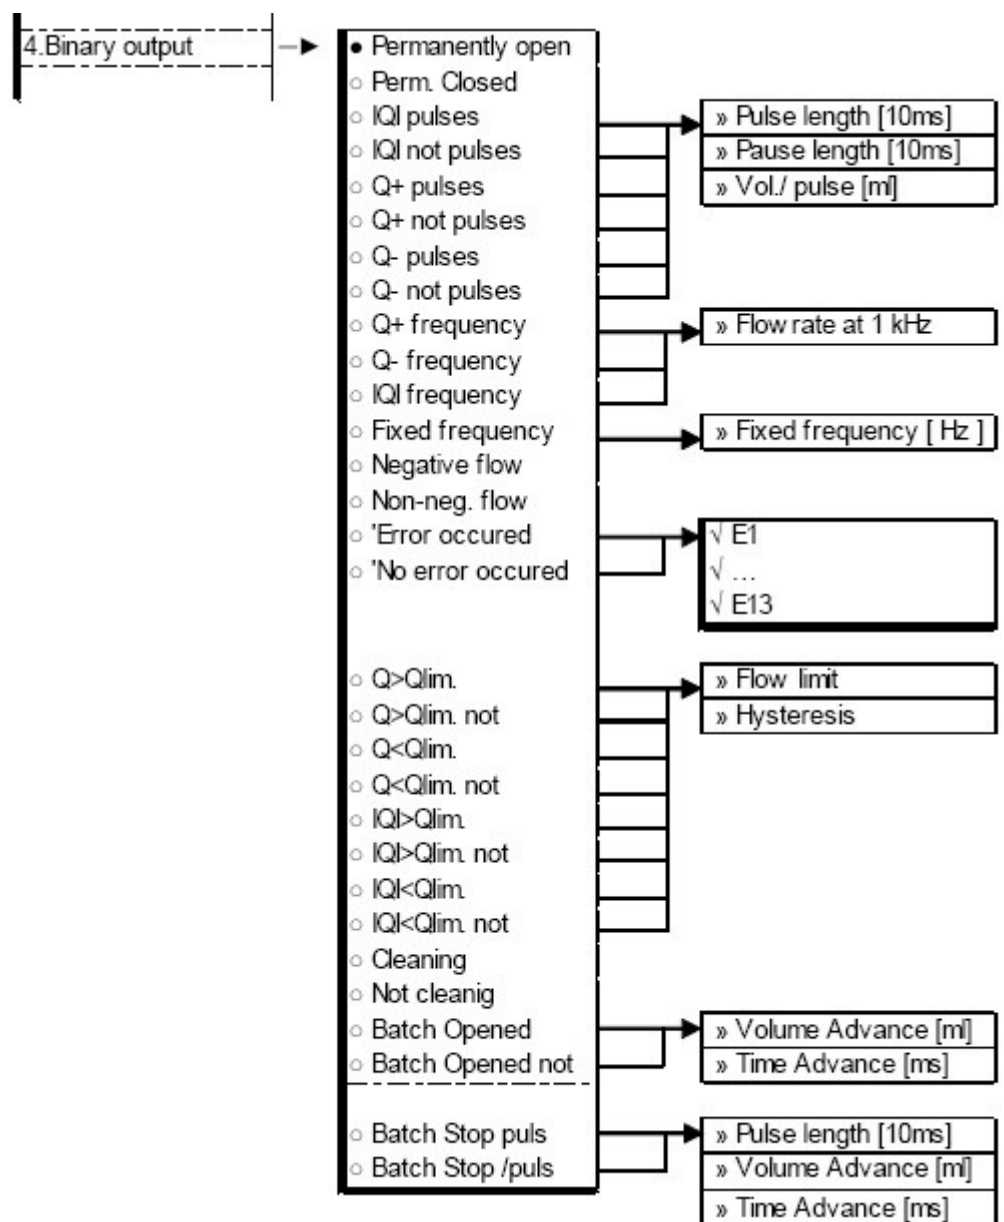 4.Binary output
● Permanently open
○ Perm. Closed
○ IQI pulses
○ IQI not pulses
○ Q+ pulses
○ Q+ not pulses
○ Q- pulses
○ Q- not pulses
○ Q+ frequency
○ Q- frequency
○ IQI frequency
○ Fixed frequency
○ Negative flow
○ Non-neg. flow
○ 'Error occured
○ 'No error occured
○ Q>Qlim.
○ Q>Qlim. not
○ Q<Qlim.
○ Q<Qlim. not
○ IQI>Qlim.
○ IQI>Qlim. not
○ IQI<Qlim.
○ IQI<Qlim. not
○ Cleaning
○ Not cleanig
○ Batch Opened
○ Batch Opened not
○ Batch Stop puls
○ Batch Stop /puls
» Pulse length [10ms]
» Pause length [10ms]
» Vol./ pulse [ml]
» Flow rate at 1 kHz
» Fixed frequency [ Hz ]
√ E1
√ ...
√ E13
» Flow limit
» Hysteresis
» Volume Advance [ml]
» Time Advance [ms]
» Pulse length [10ms]
» Volume Advance [ml]
» Time Advance [ms]